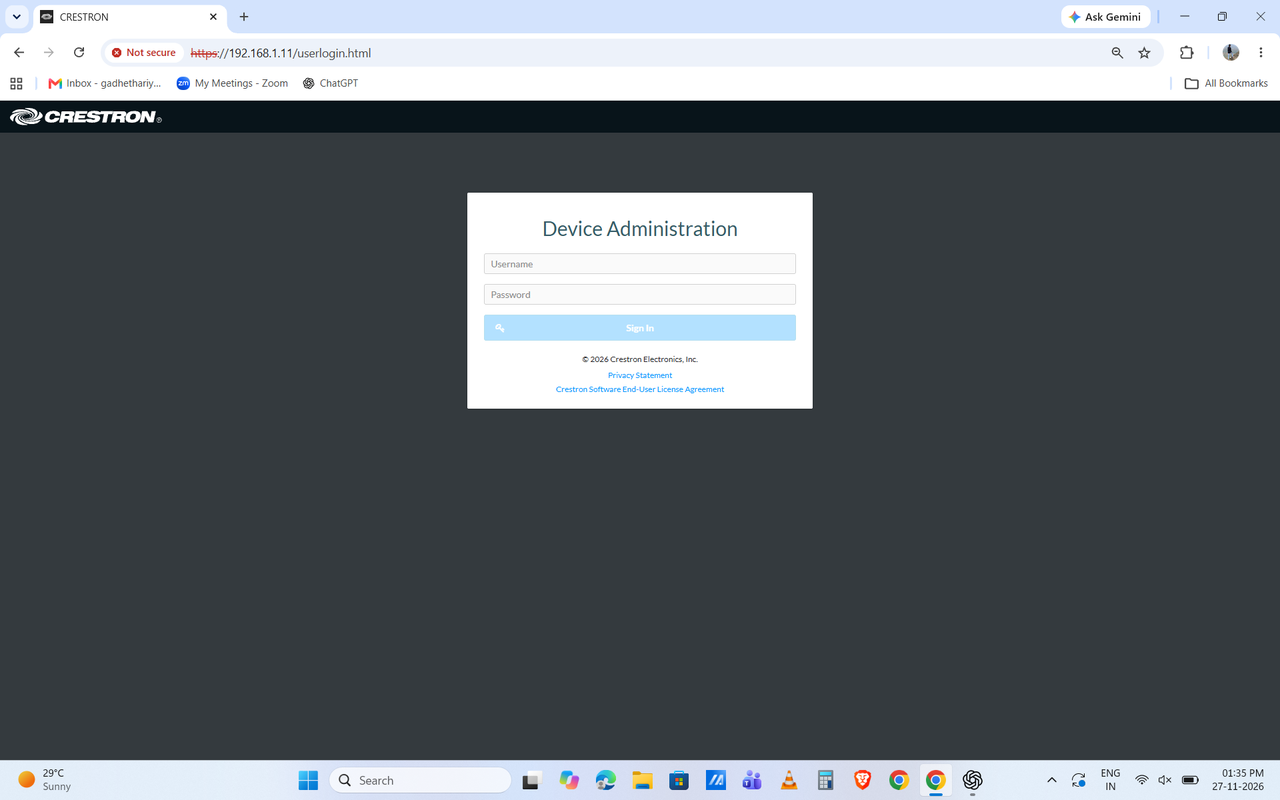 CRESTRON
Ask Gemini
Not secure https://192.168.1.11/userlogin.html
Inbox - gadhethariy... My Meetings - Zoom ChatGPT All Bookmarks
CRESTRON®
Device Administration
Username
Password
Sign In
© 2026 Crestron Electronics, Inc.
Privacy Statement
Crestron Software End-User License Agreement
29°C
Sunny
Search
ENG
IN
01:35 PM
27-11-2026